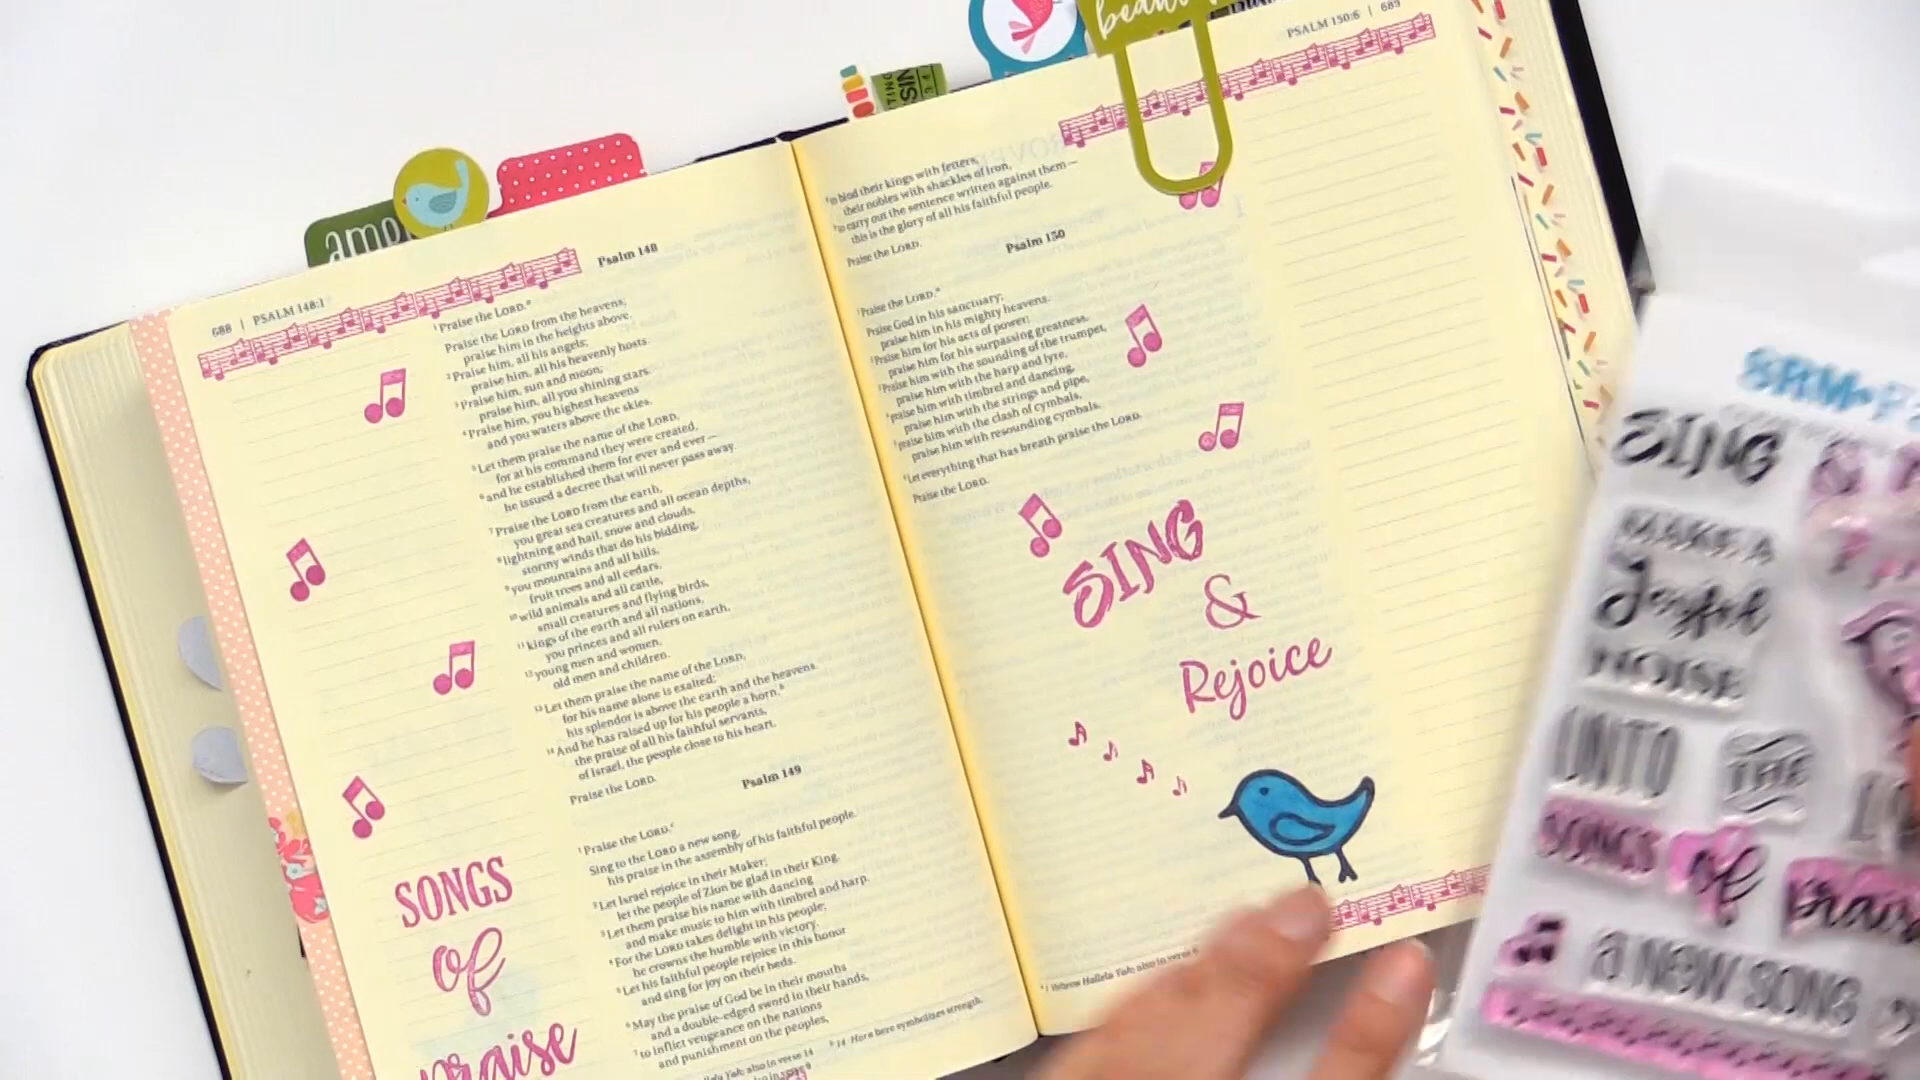 688 | PSALM 148:1
Psalm 148
¹Praise the LORD.ᵃ
Praise the LORD from the heavens;
praise him in the heights above.
²Praise him, all his angels;
praise him, all his heavenly hosts.
³Praise him, sun and moon;
praise him, all you shining stars.
⁴Praise him, you highest heavens
and you waters above the skies.
⁵Let them praise the name of the LORD,
for at his command they were created,
⁶and he established them for ever and ever—
he issued a decree that will never pass away.
⁷Praise the LORD from the earth,
you great sea creatures and all ocean depths,
⁸lightning and hail, snow and clouds,
stormy winds that do his bidding,
⁹you mountains and all hills,
fruit trees and all cedars,
¹⁰wild animals and all cattle,
small creatures and flying birds,
¹¹kings of the earth and all nations,
you princes and all rulers on earth,
¹²young men and women,
old men and children.
¹³Let them praise the name of the LORD,
for his name alone is exalted;
his splendor is above the earth and the heavens.
¹⁴And he has raised up for his people a horn,ᵇ
the praise of all his faithful servants,
of Israel, the people close to his heart.
Praise the LORD.
Psalm 149
¹Praise the LORD.ᶜ
Sing to the LORD a new song,
his praise in the assembly of his faithful people.
²Let Israel rejoice in their Maker;
let the people of Zion be glad in their King.
³Let them praise his name with dancing
and make music to him with timbrel and harp.
⁴For the LORD takes delight in his people;
he crowns the humble with victory.
⁵Let his faithful people rejoice in this honor
and sing for joy on their beds.
⁶May the praise of God be in their mouths
and a double-edged sword in their hands,
⁷to inflict vengeance on the nations
and punishment on the peoples,
also in verse 14
ᵇ 14 Horn here symbolizes strength.
SONGS
of
praise
PSALM 150:6 | 689
⁸to bind their kings with fetters,
their nobles with shackles of iron,
⁹to carry out the sentence written against them—
this is the glory of all his faithful people.
Praise the LORD.
Psalm 150
¹Praise the LORD.ᵃ
Praise God in his sanctuary;
praise him in his mighty heavens.
²Praise him for his acts of power;
praise him for his surpassing greatness.
³Praise him with the sounding of the trumpet,
praise him with the harp and lyre,
⁴praise him with timbrel and dancing,
praise him with the strings and pipe,
⁵praise him with the clash of cymbals,
praise him with resounding cymbals.
⁶Let everything that has breath praise the LORD.
Praise the LORD.
SING
&
Rejoice
ᵃ 1 Hebrew Hallelu Yah; also in verse 6
SING
MAKE A
Joyful
NOISE
UNTO
THE
SONGS of
A NEW SONG